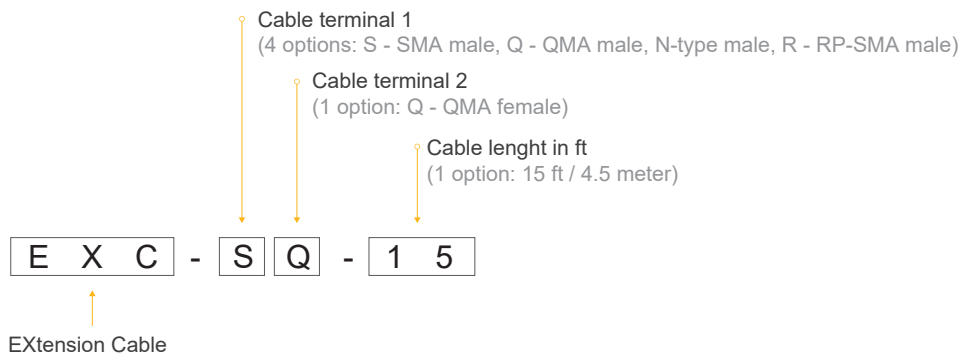 Cable terminal 1
(4 options: S - SMA male, Q - QMA male, N-type male, R - RP-SMA male)
Cable terminal 2
(1 option: Q - QMA female)
Cable lenght in ft
(1 option: 15 ft / 4.5 meter)
E X C - S Q - 1 5
EXtension Cable